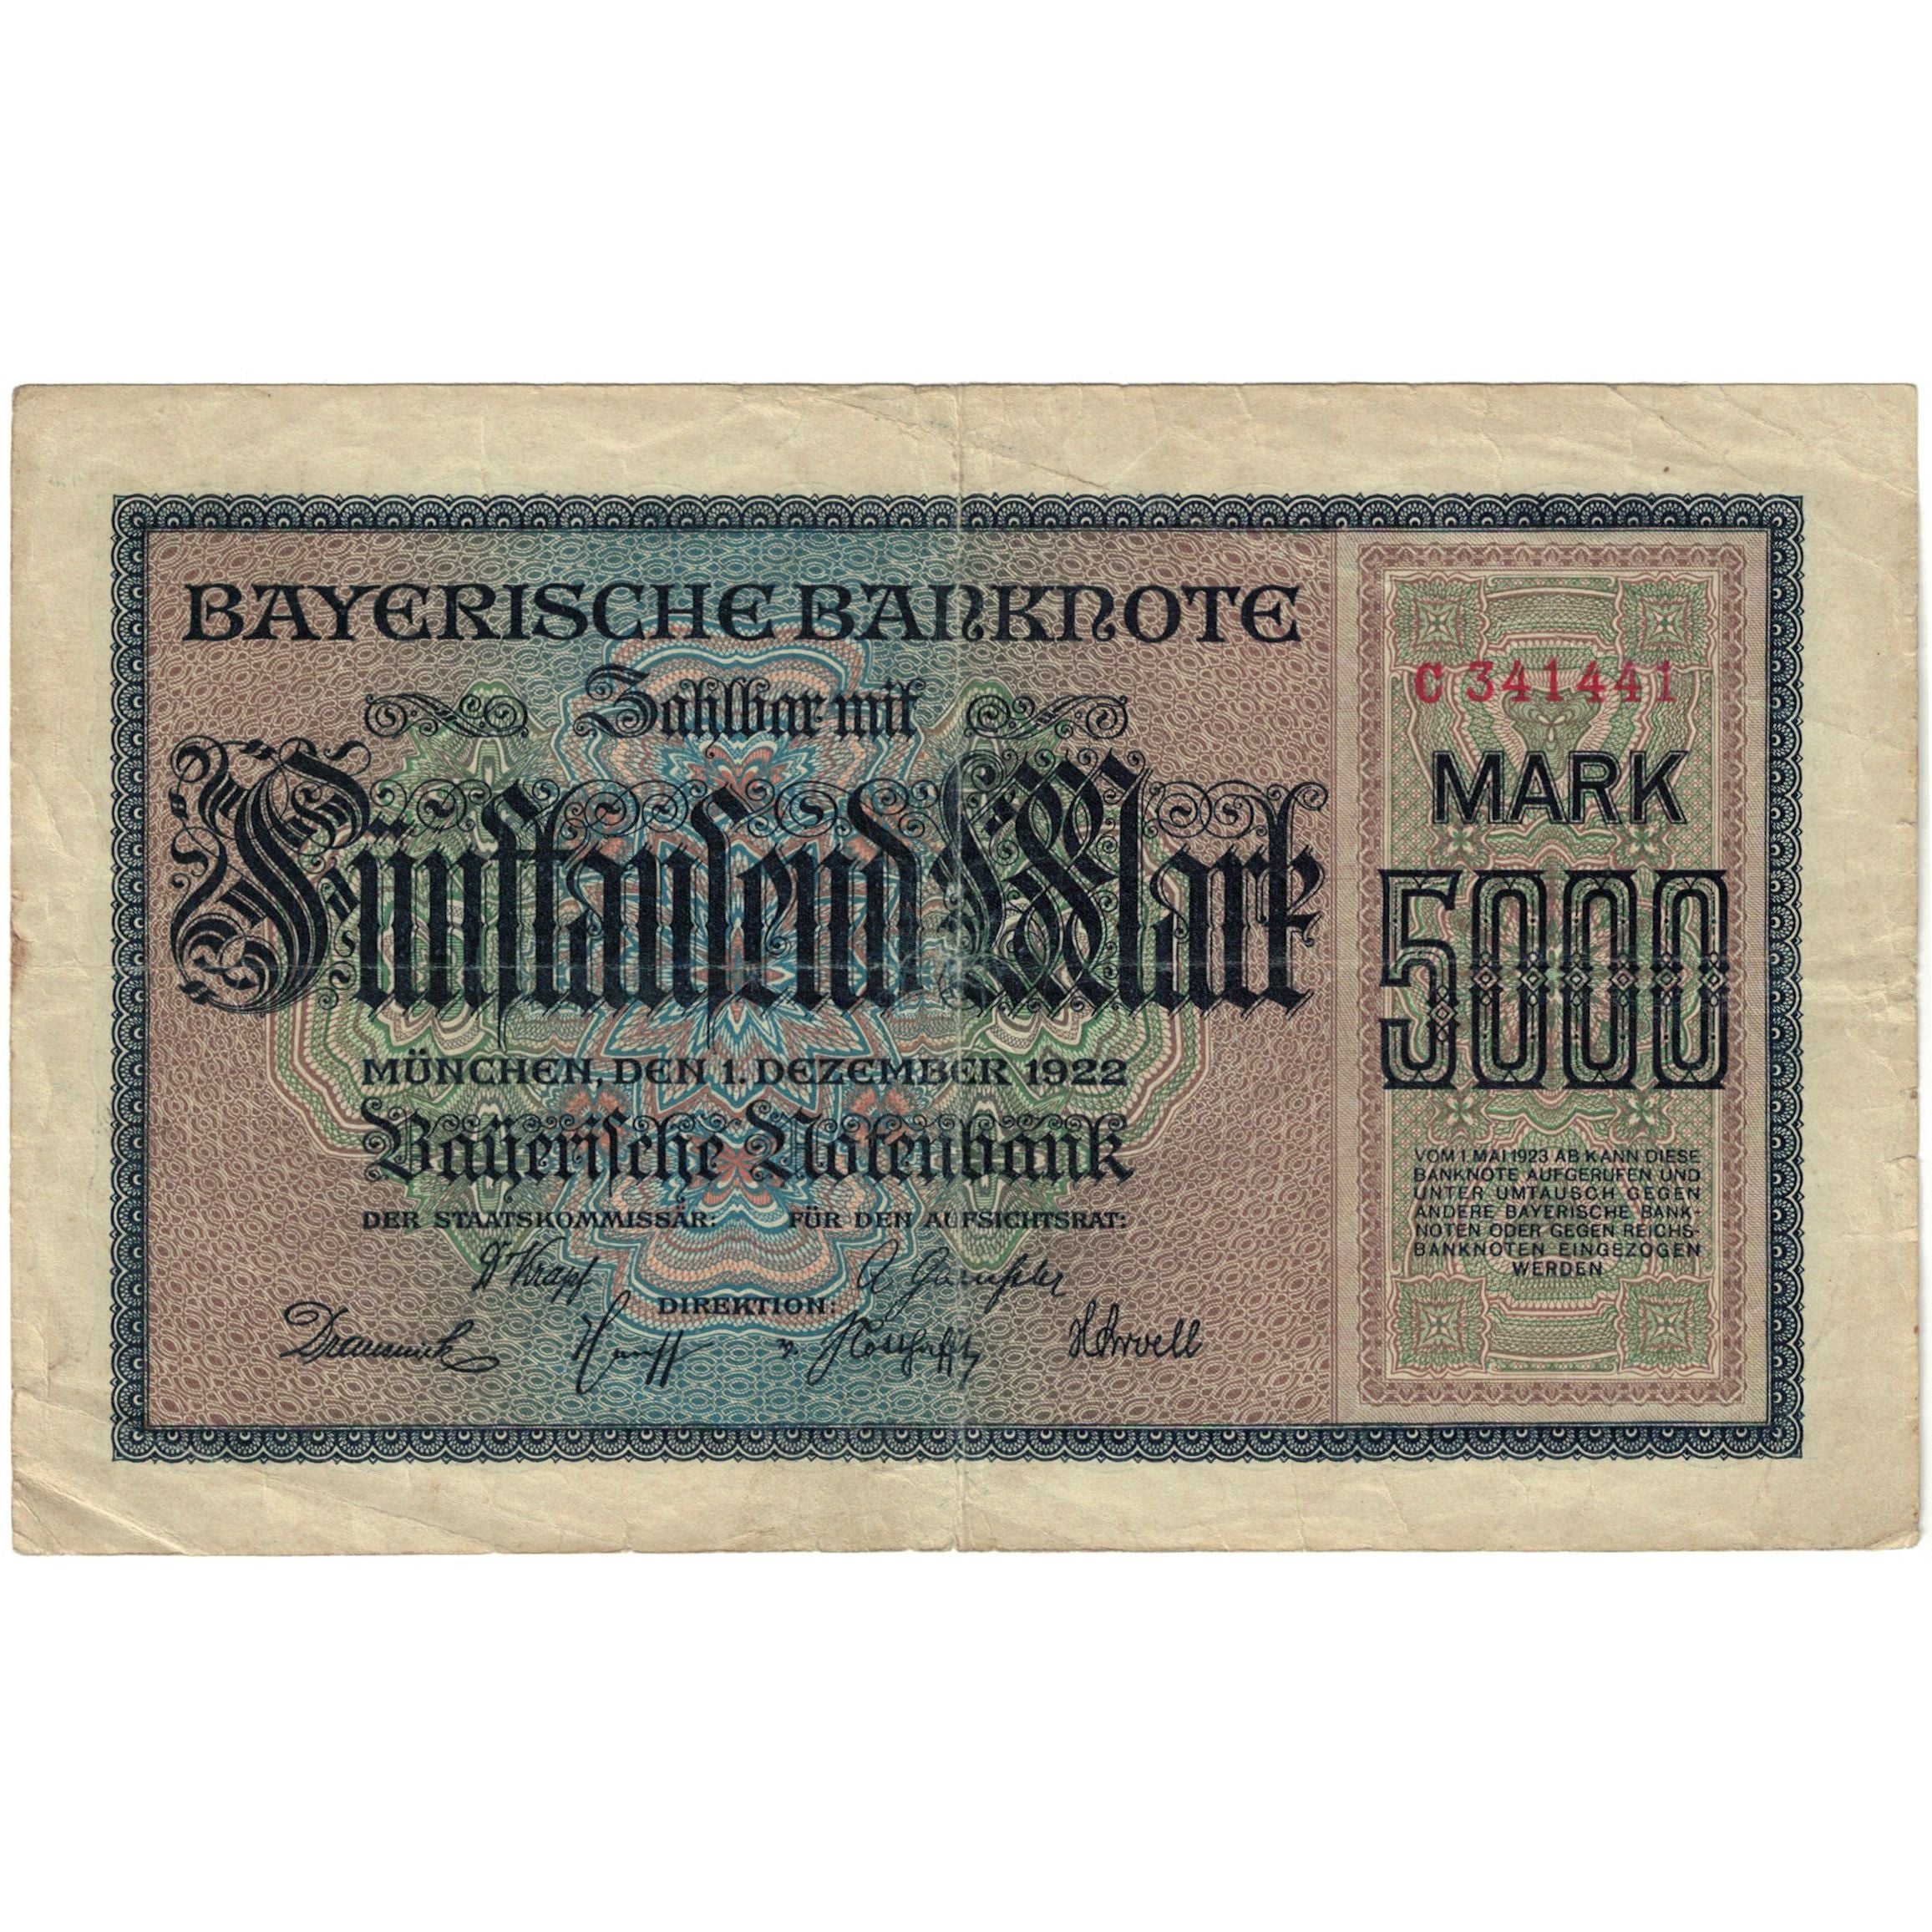 BAYERISCHE BANKNOTE
Zahlbar mit
Fünftausend Mark
MÜNCHEN, DEN 1. DEZEMBER 1922
Bayerische Notenbank
DER STAATSKOMMISSÄR: FÜR DEN AUFSICHTSRAT:
Dr Krapf
DIREKTION:
C 341441
MARK
5000
VOM 1. MAI 1923 AB KANN DIESE
BANKNOTE AUFGERUFEN UND
UNTER UMTAUSCH GEGEN
ANDERE BAYERISCHE BANK-
NOTEN ODER GEGEN REICHS-
BANKNOTEN EINGEZOGEN
WERDEN